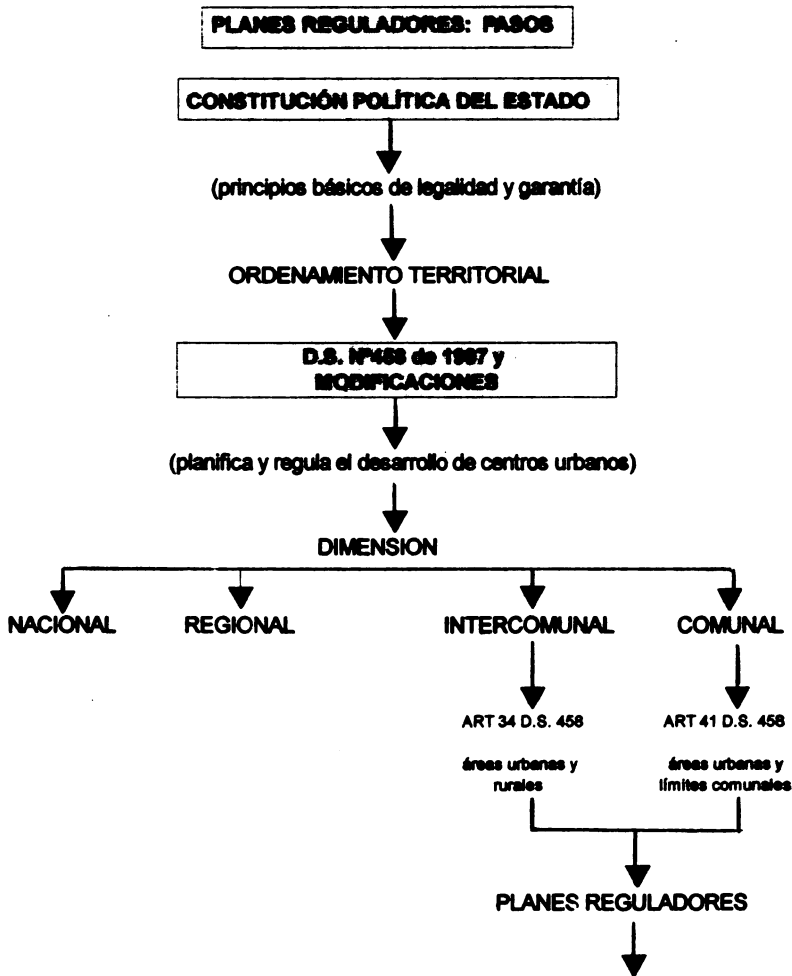 PLANES REGULADORES: PASOS
CONSTITUCIÓN POLÍTICA DEL ESTADO
(principios básicos de legalidad y garantía)
ORDENAMIENTO TERRITORIAL
D.S. Nº458 de 1987 y
MODIFICACIONES
(planifica y regula el desarrollo de centros urbanos)
DIMENSION
NACIONAL REGIONAL INTERCOMUNAL COMUNAL
ART 34 D.S. 458 ART 41 D.S. 458
áreas urbanas y áreas urbanas y
rurales límites comunales
PLANES REGULADORES